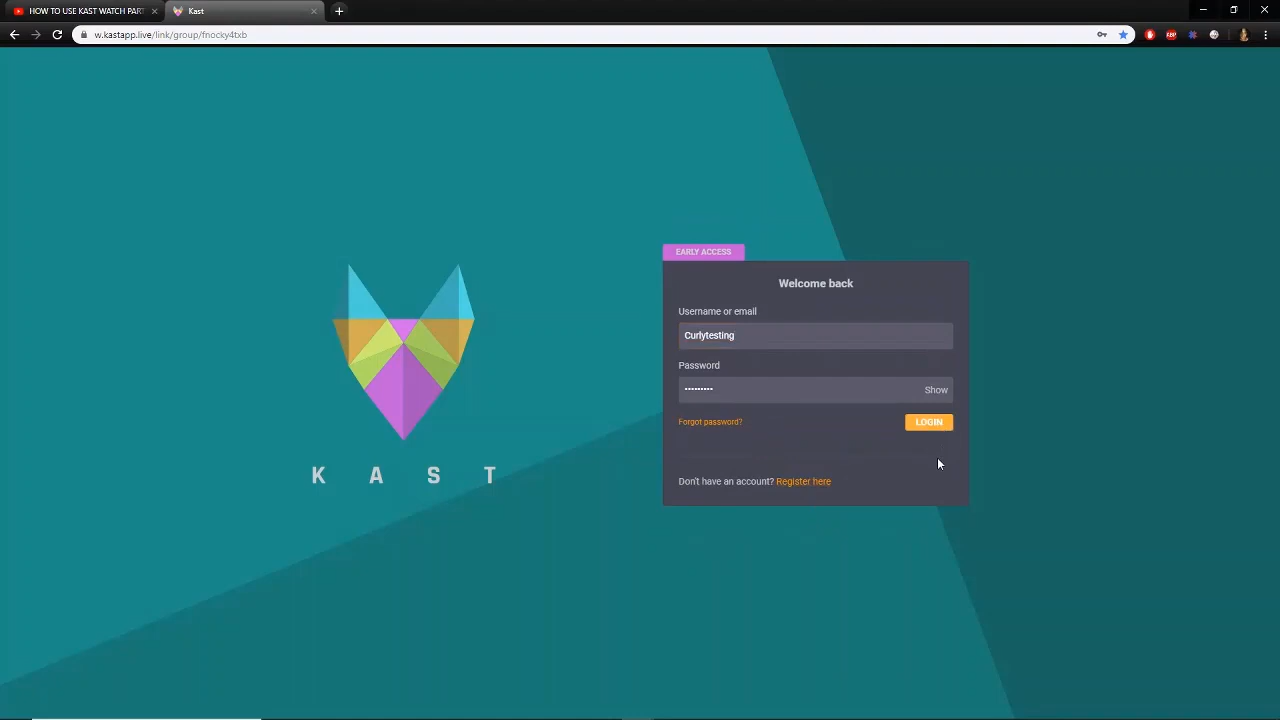 HOW TO USE KAST WATCH PART
Kast
w.kastapp.live/link/group/fnocky4txb
EARLY ACCESS
Welcome back
Username or email
Curlytesting
Password
•••••••••
Show
Forgot password?
LOGIN
Don't have an account? Register here
K A S T